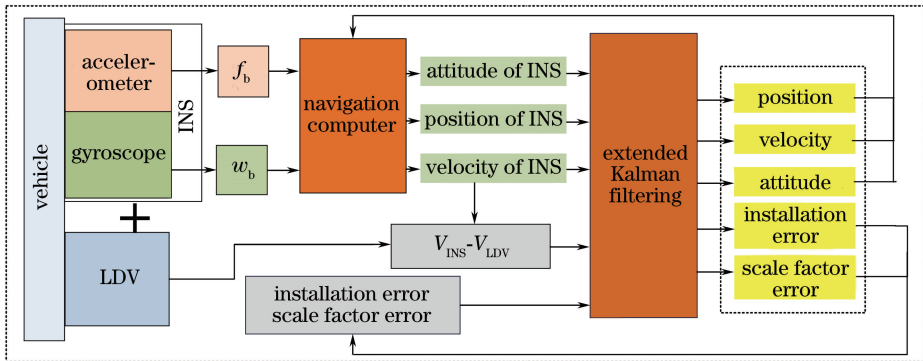 vehicle
acceler-
ometer
gyroscope
INS
LDV
f_b
w_b
navigation
computer
attitude of INS
position of INS
velocity of INS
V_INS-V_LDV
installation error
scale factor error
extended
Kalman
filtering
position
velocity
attitude
installation
error
scale factor
error